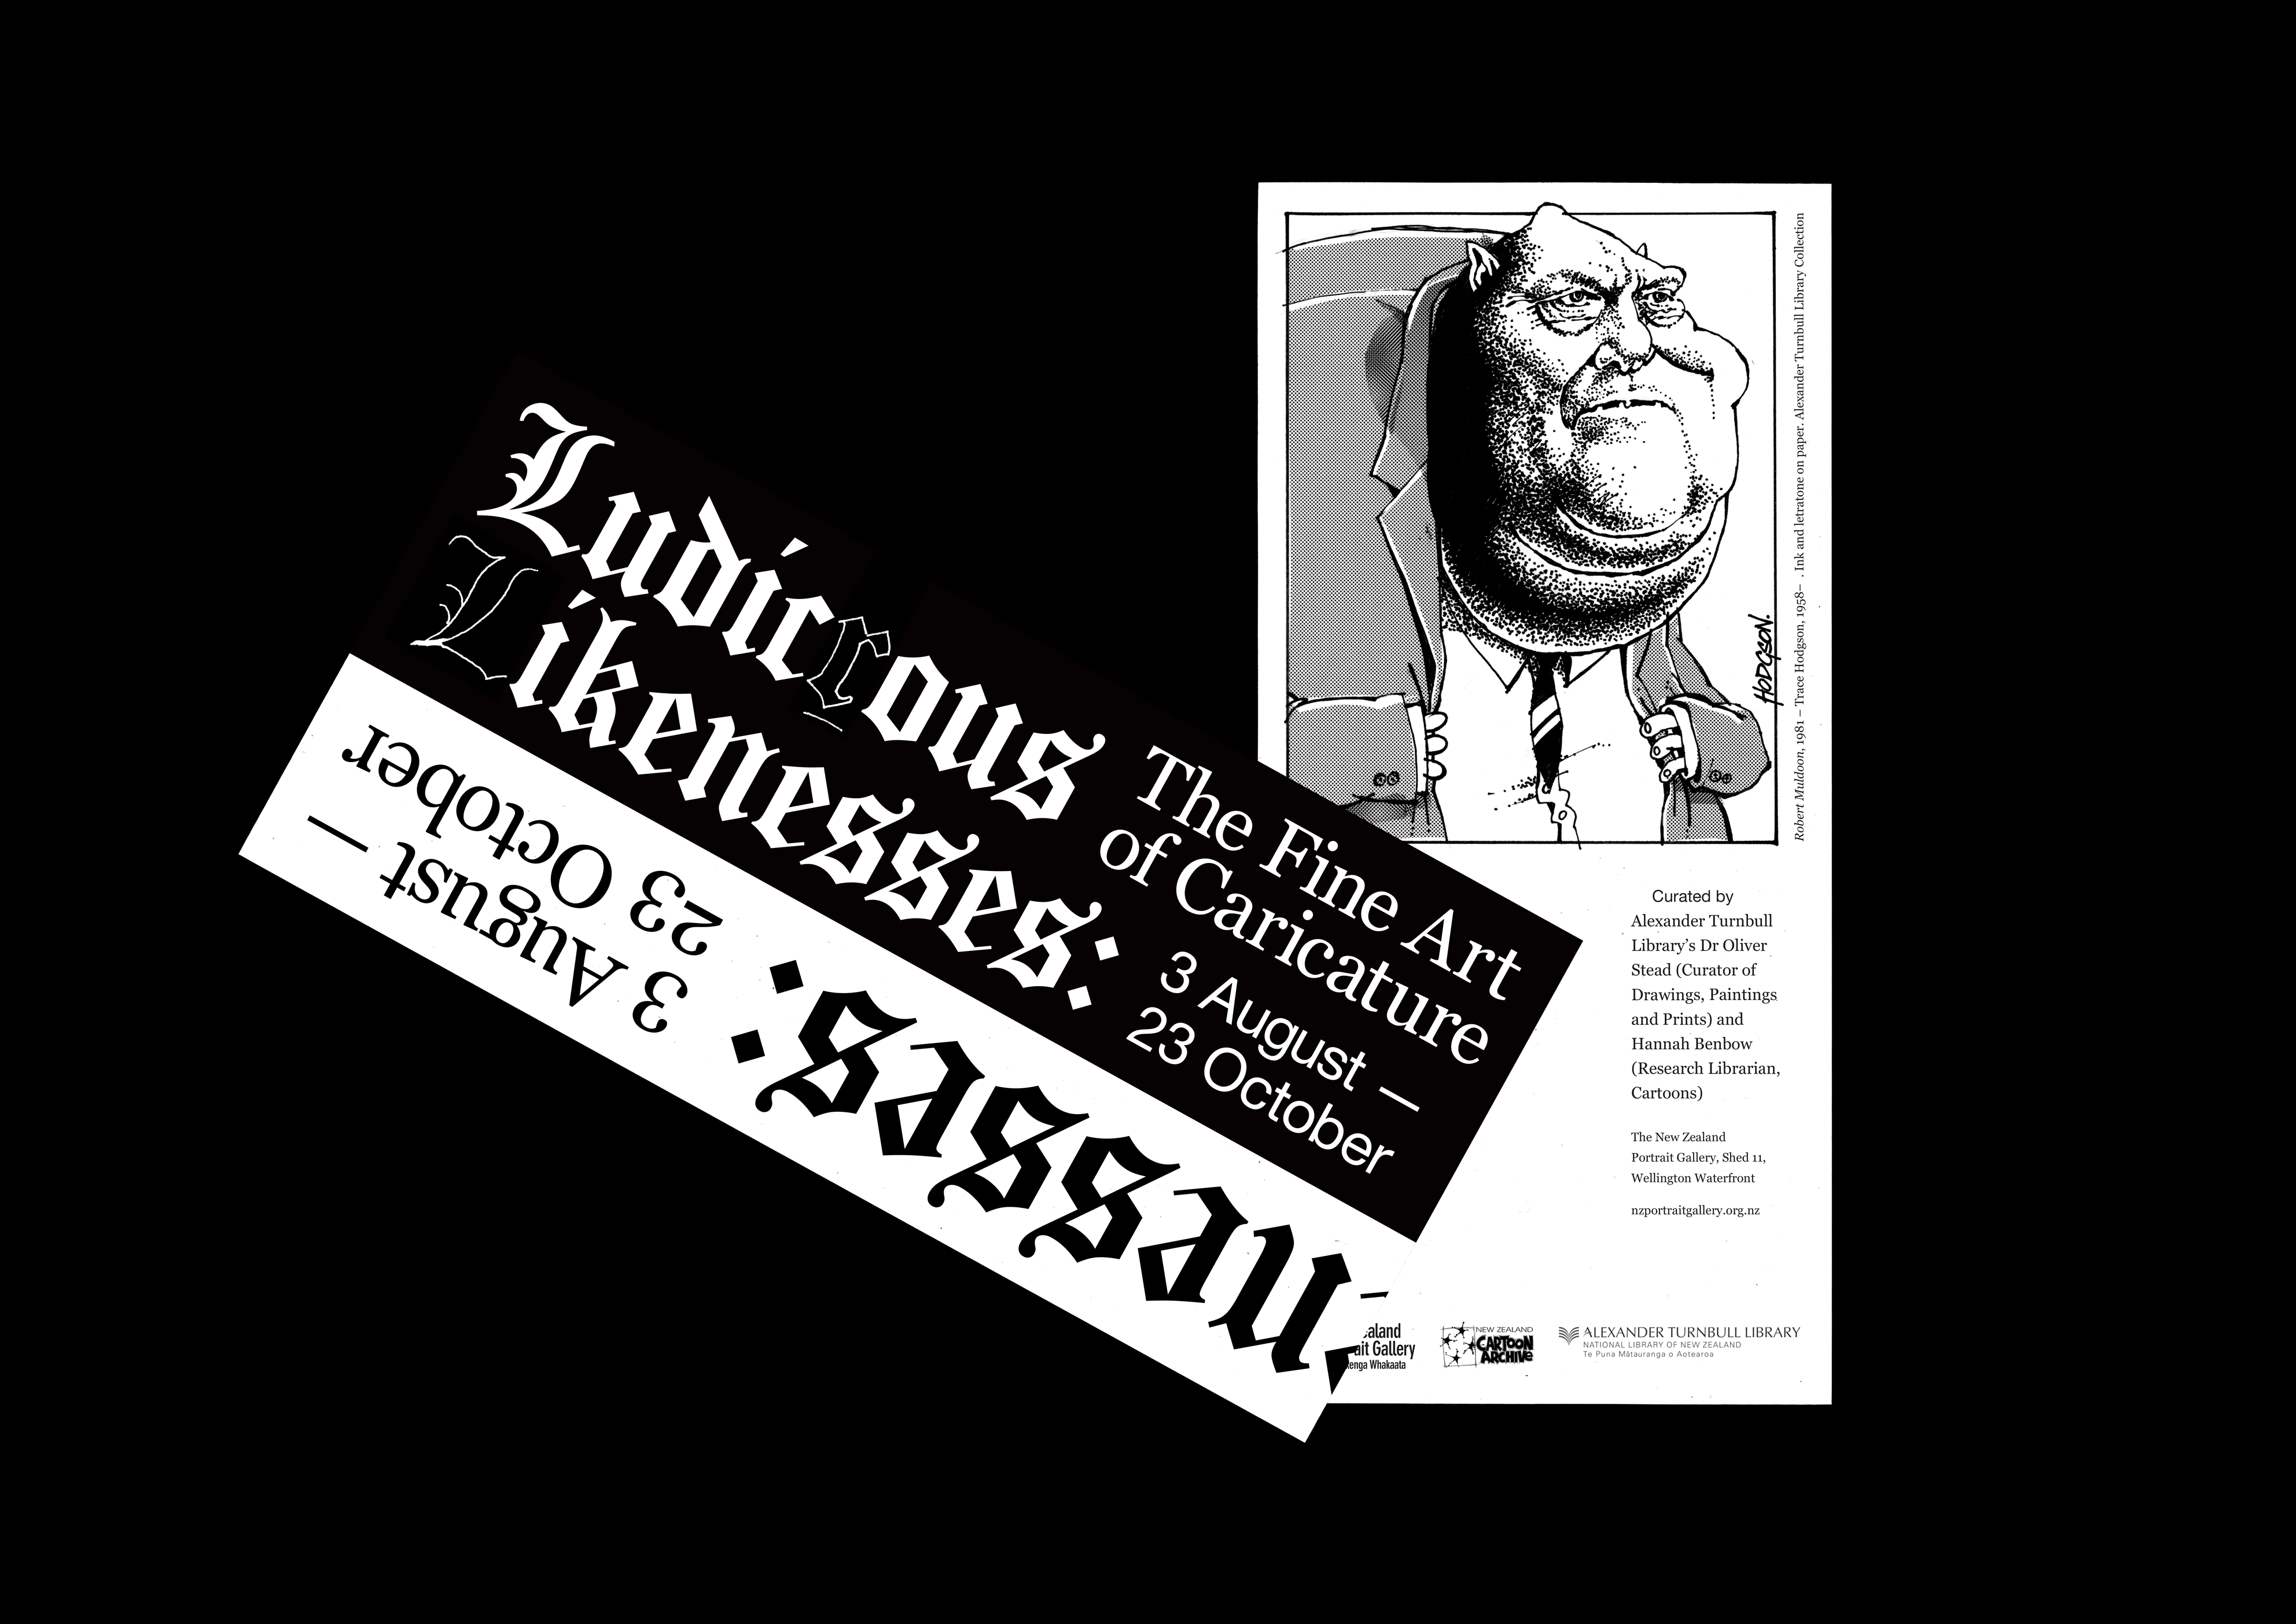 Ludicrous
Likenesses:
The Fine Art
of Caricature
3 August —
23 October
nesses:
3 August —
23 October
HODGSON.
Robert Muldoon, 1981 – Trace Hodgson, 1958– . Ink and letratone on paper. Alexander Turnbull Library Collection
Curated by
Alexander Turnbull
Library’s Dr Oliver
Stead (Curator of
Drawings, Paintings
and Prints) and
Hannah Benbow
(Research Librarian,
Cartoons)
The New Zealand
Portrait Gallery, Shed 11,
Wellington Waterfront
nzportraitgallery.org.nz
aland
ait Gallery
enga Whakaata
NEW ZEALAND
CARTOON
ARCHIVE
ALEXANDER TURNBULL LIBRARY
NATIONAL LIBRARY OF NEW ZEALAND
Te Puna Mātauranga o Aotearoa